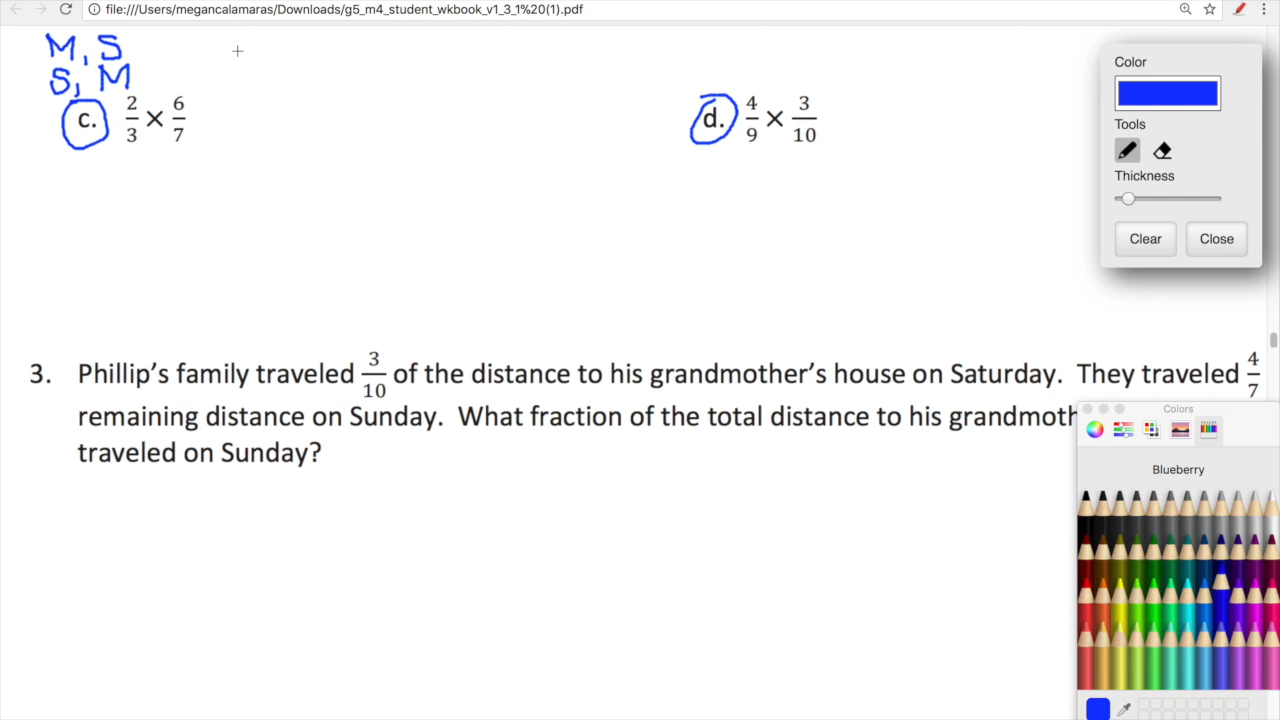 file:///Users/megancalamaras/Downloads/g5_m4_student_wkbook_v1_3_1%20(1).pdf
M, S
S, M
c. 2/3 × 6/7
d. 4/9 × 3/10
3. Phillip’s family traveled 3/10 of the distance to his grandmother’s house on Saturday. They traveled 4/7
remaining distance on Sunday. What fraction of the total distance to his grandmoth
traveled on Sunday?
Color
Tools
Thickness
Clear
Close
Colors
Blueberry